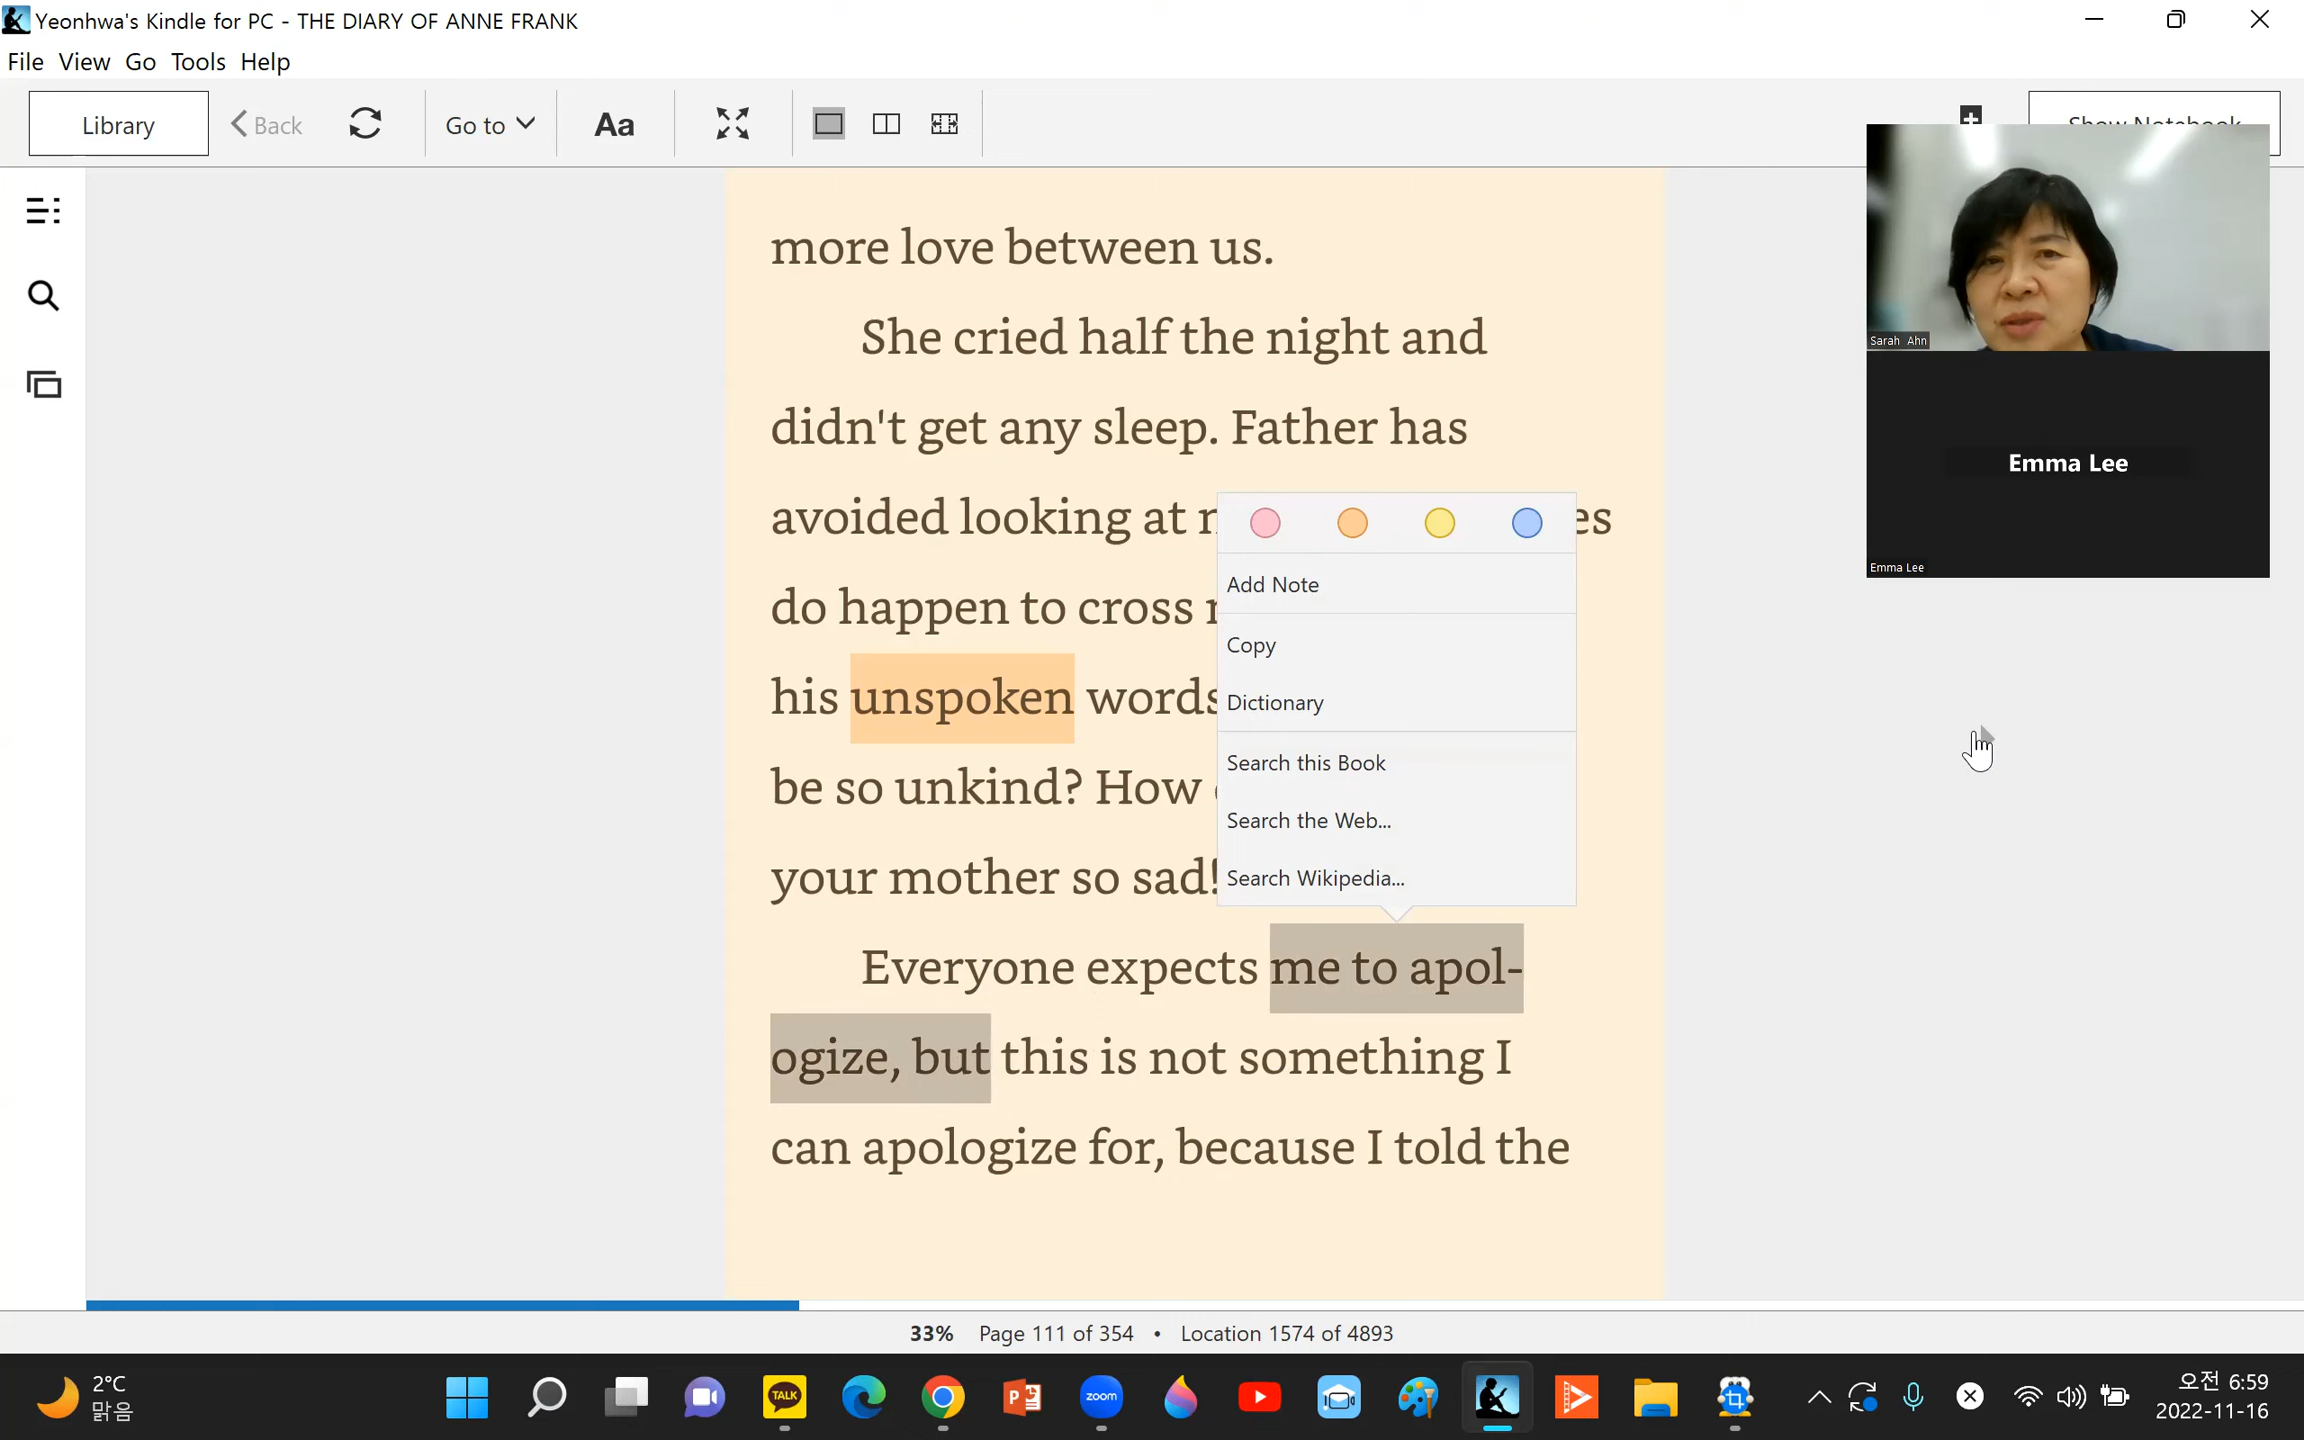 Yeonhwa's Kindle for PC - THE DIARY OF ANNE FRANK
File View Go Tools Help
Library
Back
Go to
Aa
Show Notebook
more love between us.
She cried half the night and
didn't get any sleep. Father has
avoided looking at
es
do happen to cross
his unspoken words
be so unkind? How
your mother so sad!
Add Note
Copy
Dictionary
Search this Book
Search the Web...
Search Wikipedia...
Everyone expects me to apol-
ogize, but this is not something I
can apologize for, because I told the
Sarah Ahn
Emma Lee
Emma Lee
33% Page 111 of 354 • Location 1574 of 4893
2°C
맑음
TALK
zoom
오전 6:59
2022-11-16